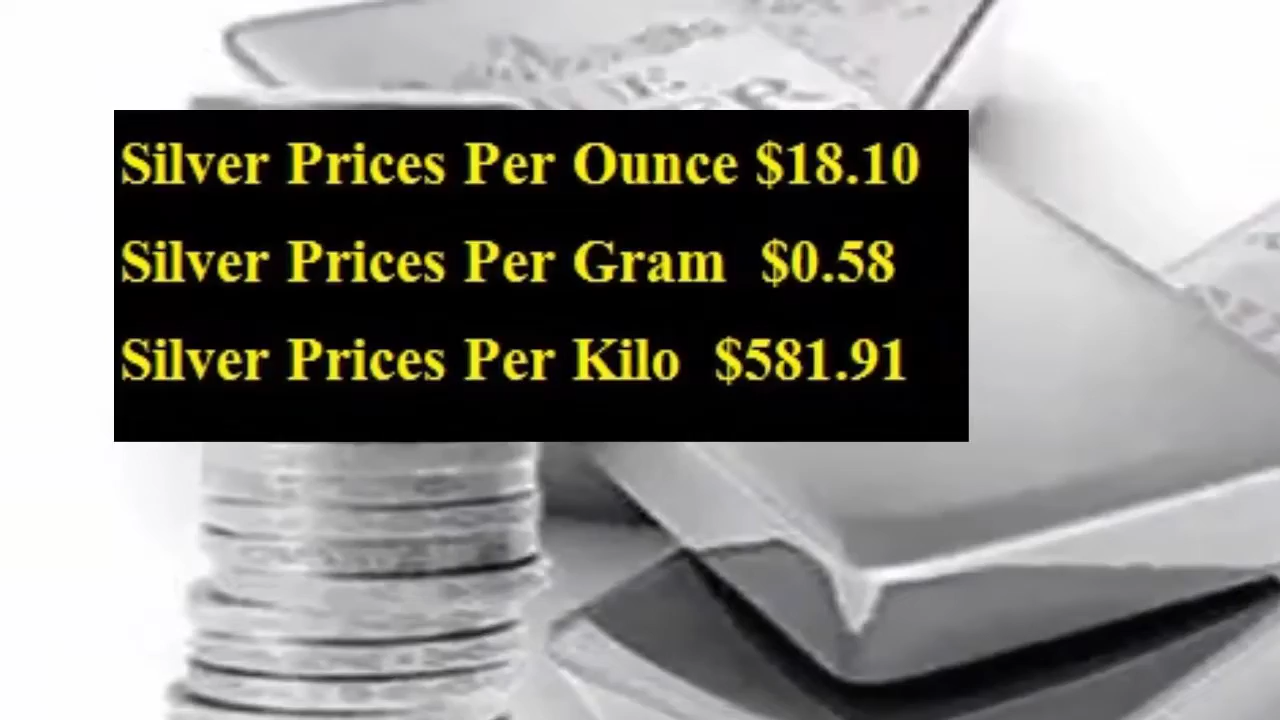 Silver Prices Per Ounce $18.10
Silver Prices Per Gram $0.58
Silver Prices Per Kilo $581.91